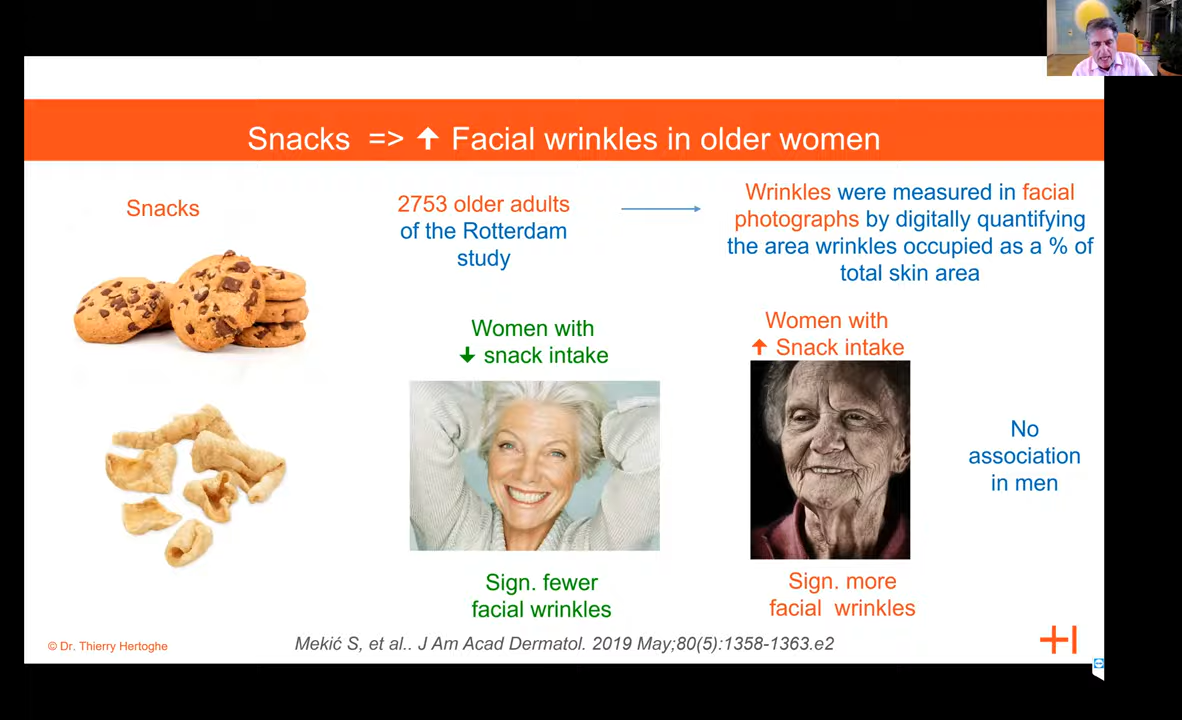 Snacks => ↑ Facial wrinkles in older women
Snacks
2753 older adults
of the Rotterdam
study
Wrinkles were measured in facial
photographs by digitally quantifying
the area wrinkles occupied as a % of
total skin area
Women with
↓ snack intake
Women with
↑ Snack intake
No
association
in men
Sign. fewer
facial wrinkles
Sign. more
facial wrinkles
© Dr. Thierry Hertoghe
Mekić S, et al.. J Am Acad Dermatol. 2019 May;80(5):1358-1363.e2